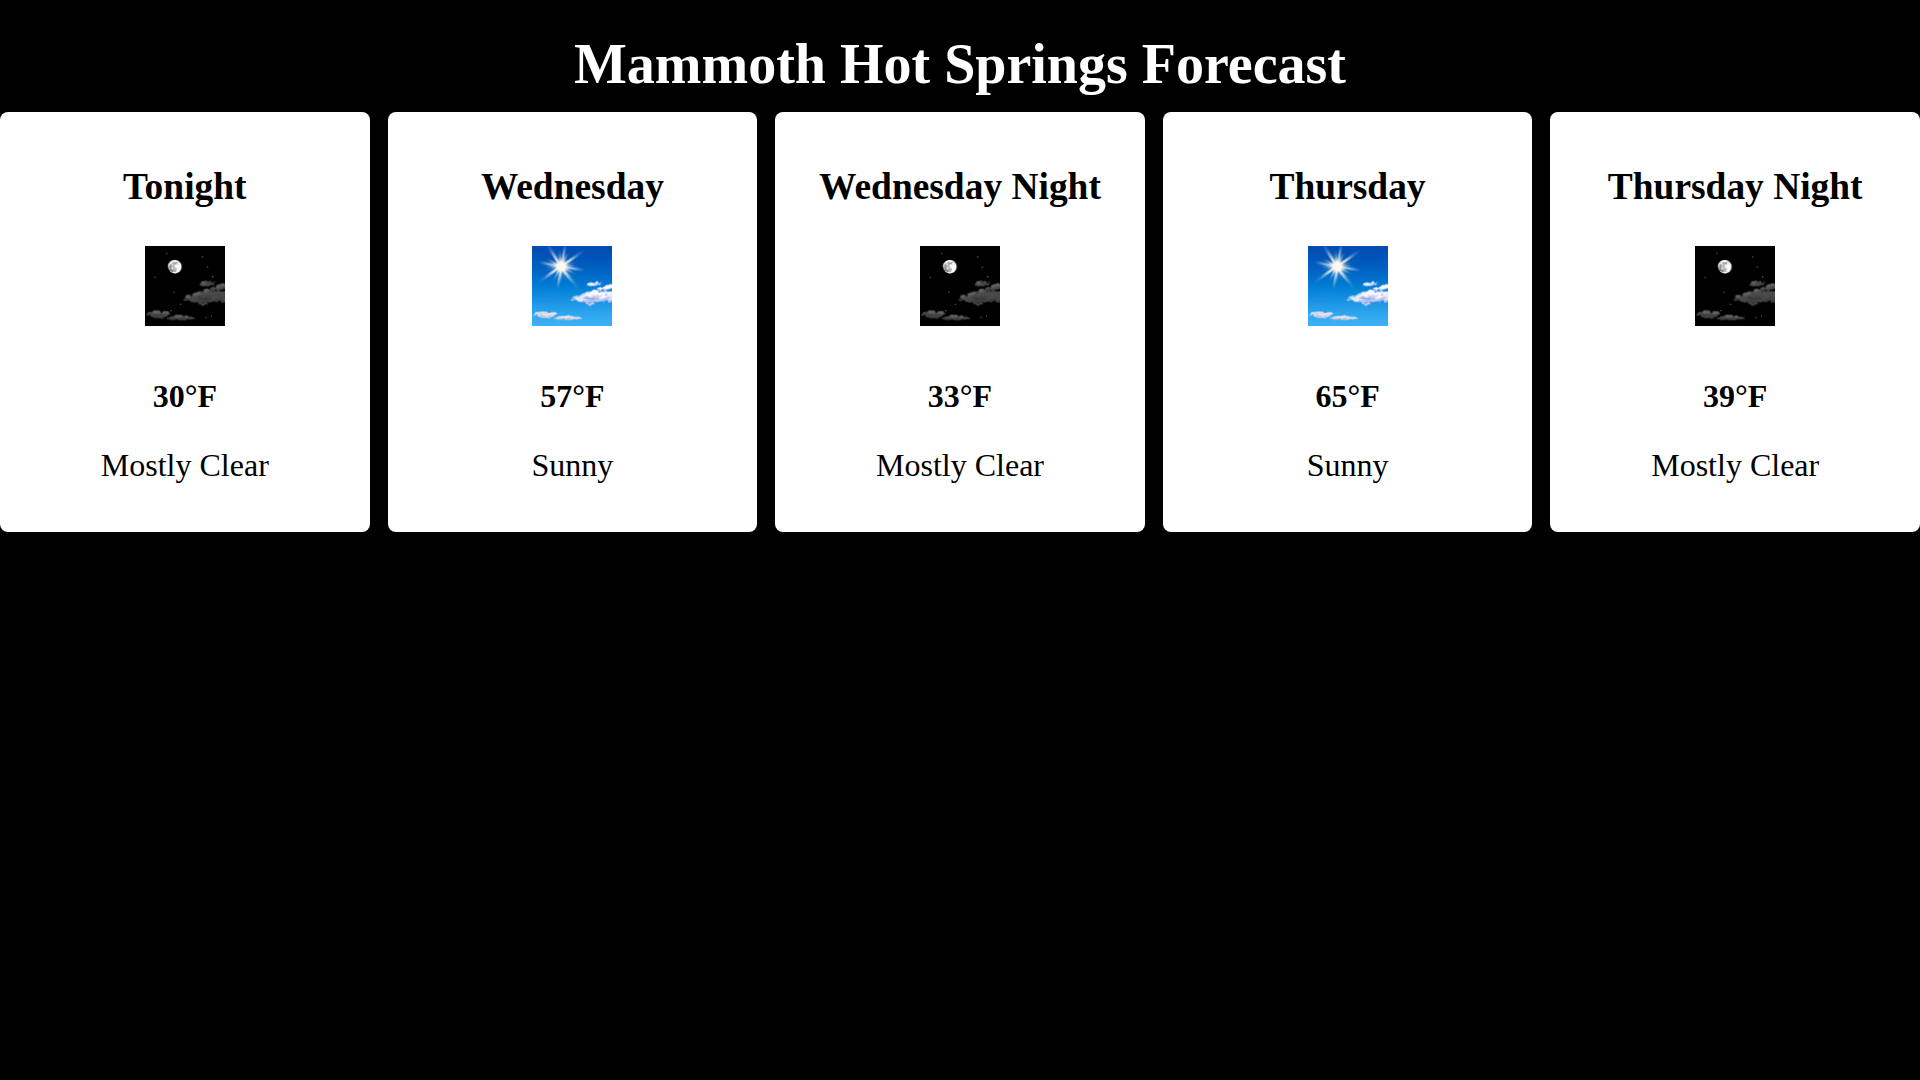 Mammoth Hot Springs Forecast
Tonight
30°F
Mostly Clear
Wednesday
57°F
Sunny
Wednesday Night
33°F
Mostly Clear
Thursday
65°F
Sunny
Thursday Night
39°F
Mostly Clear